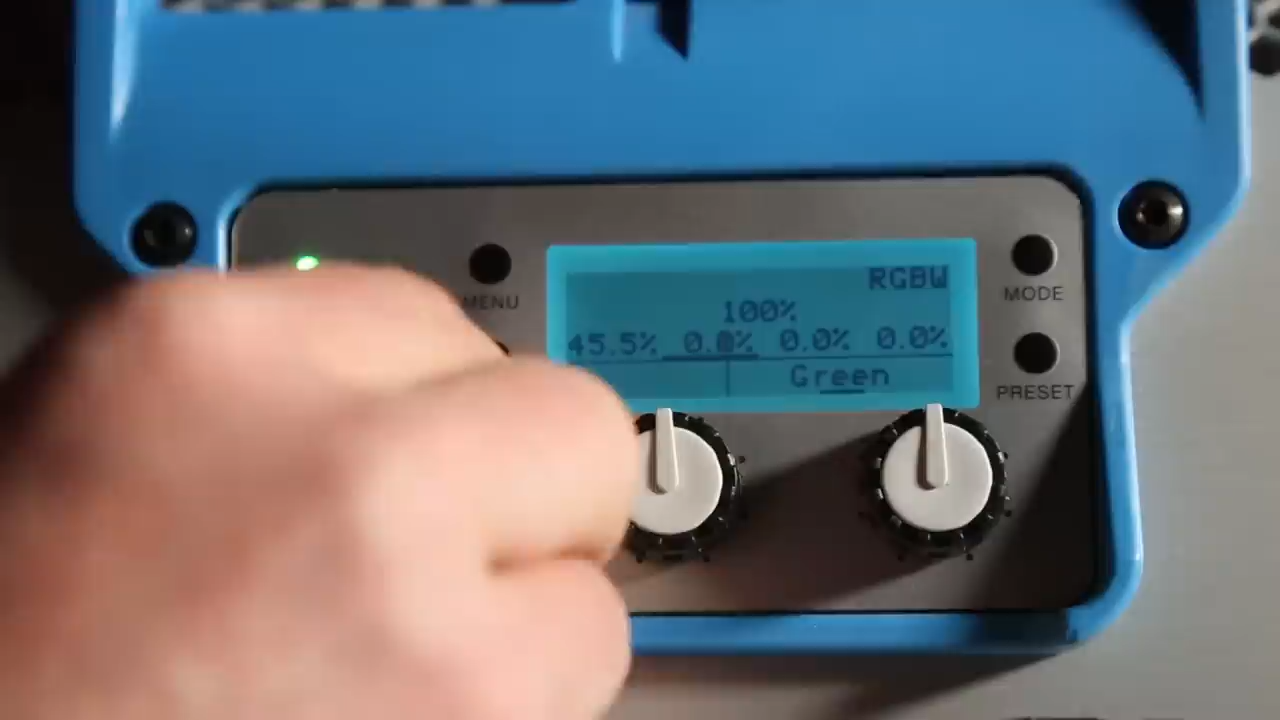 MENU
RGBW
MODE
100%
45.5% 0.0% 0.0% 0.0%
Green
PRESET